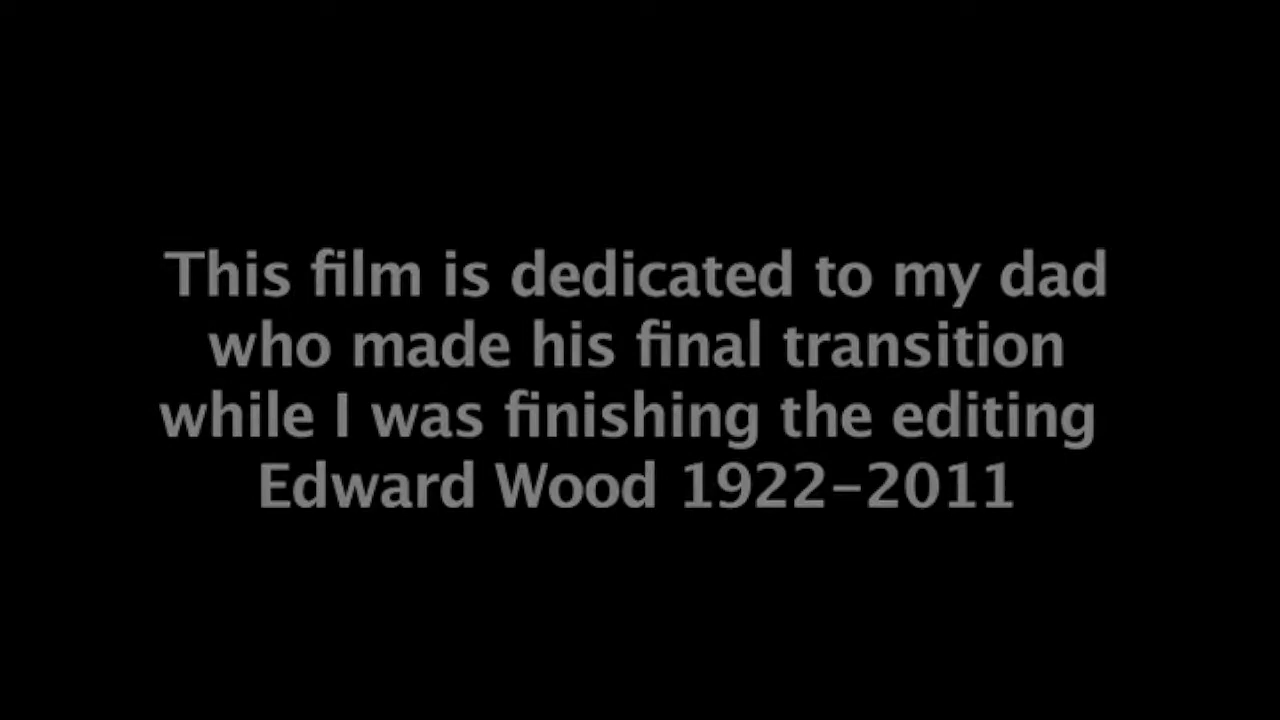 This film is dedicated to my dad
who made his final transition
while I was finishing the editing
Edward Wood 1922-2011